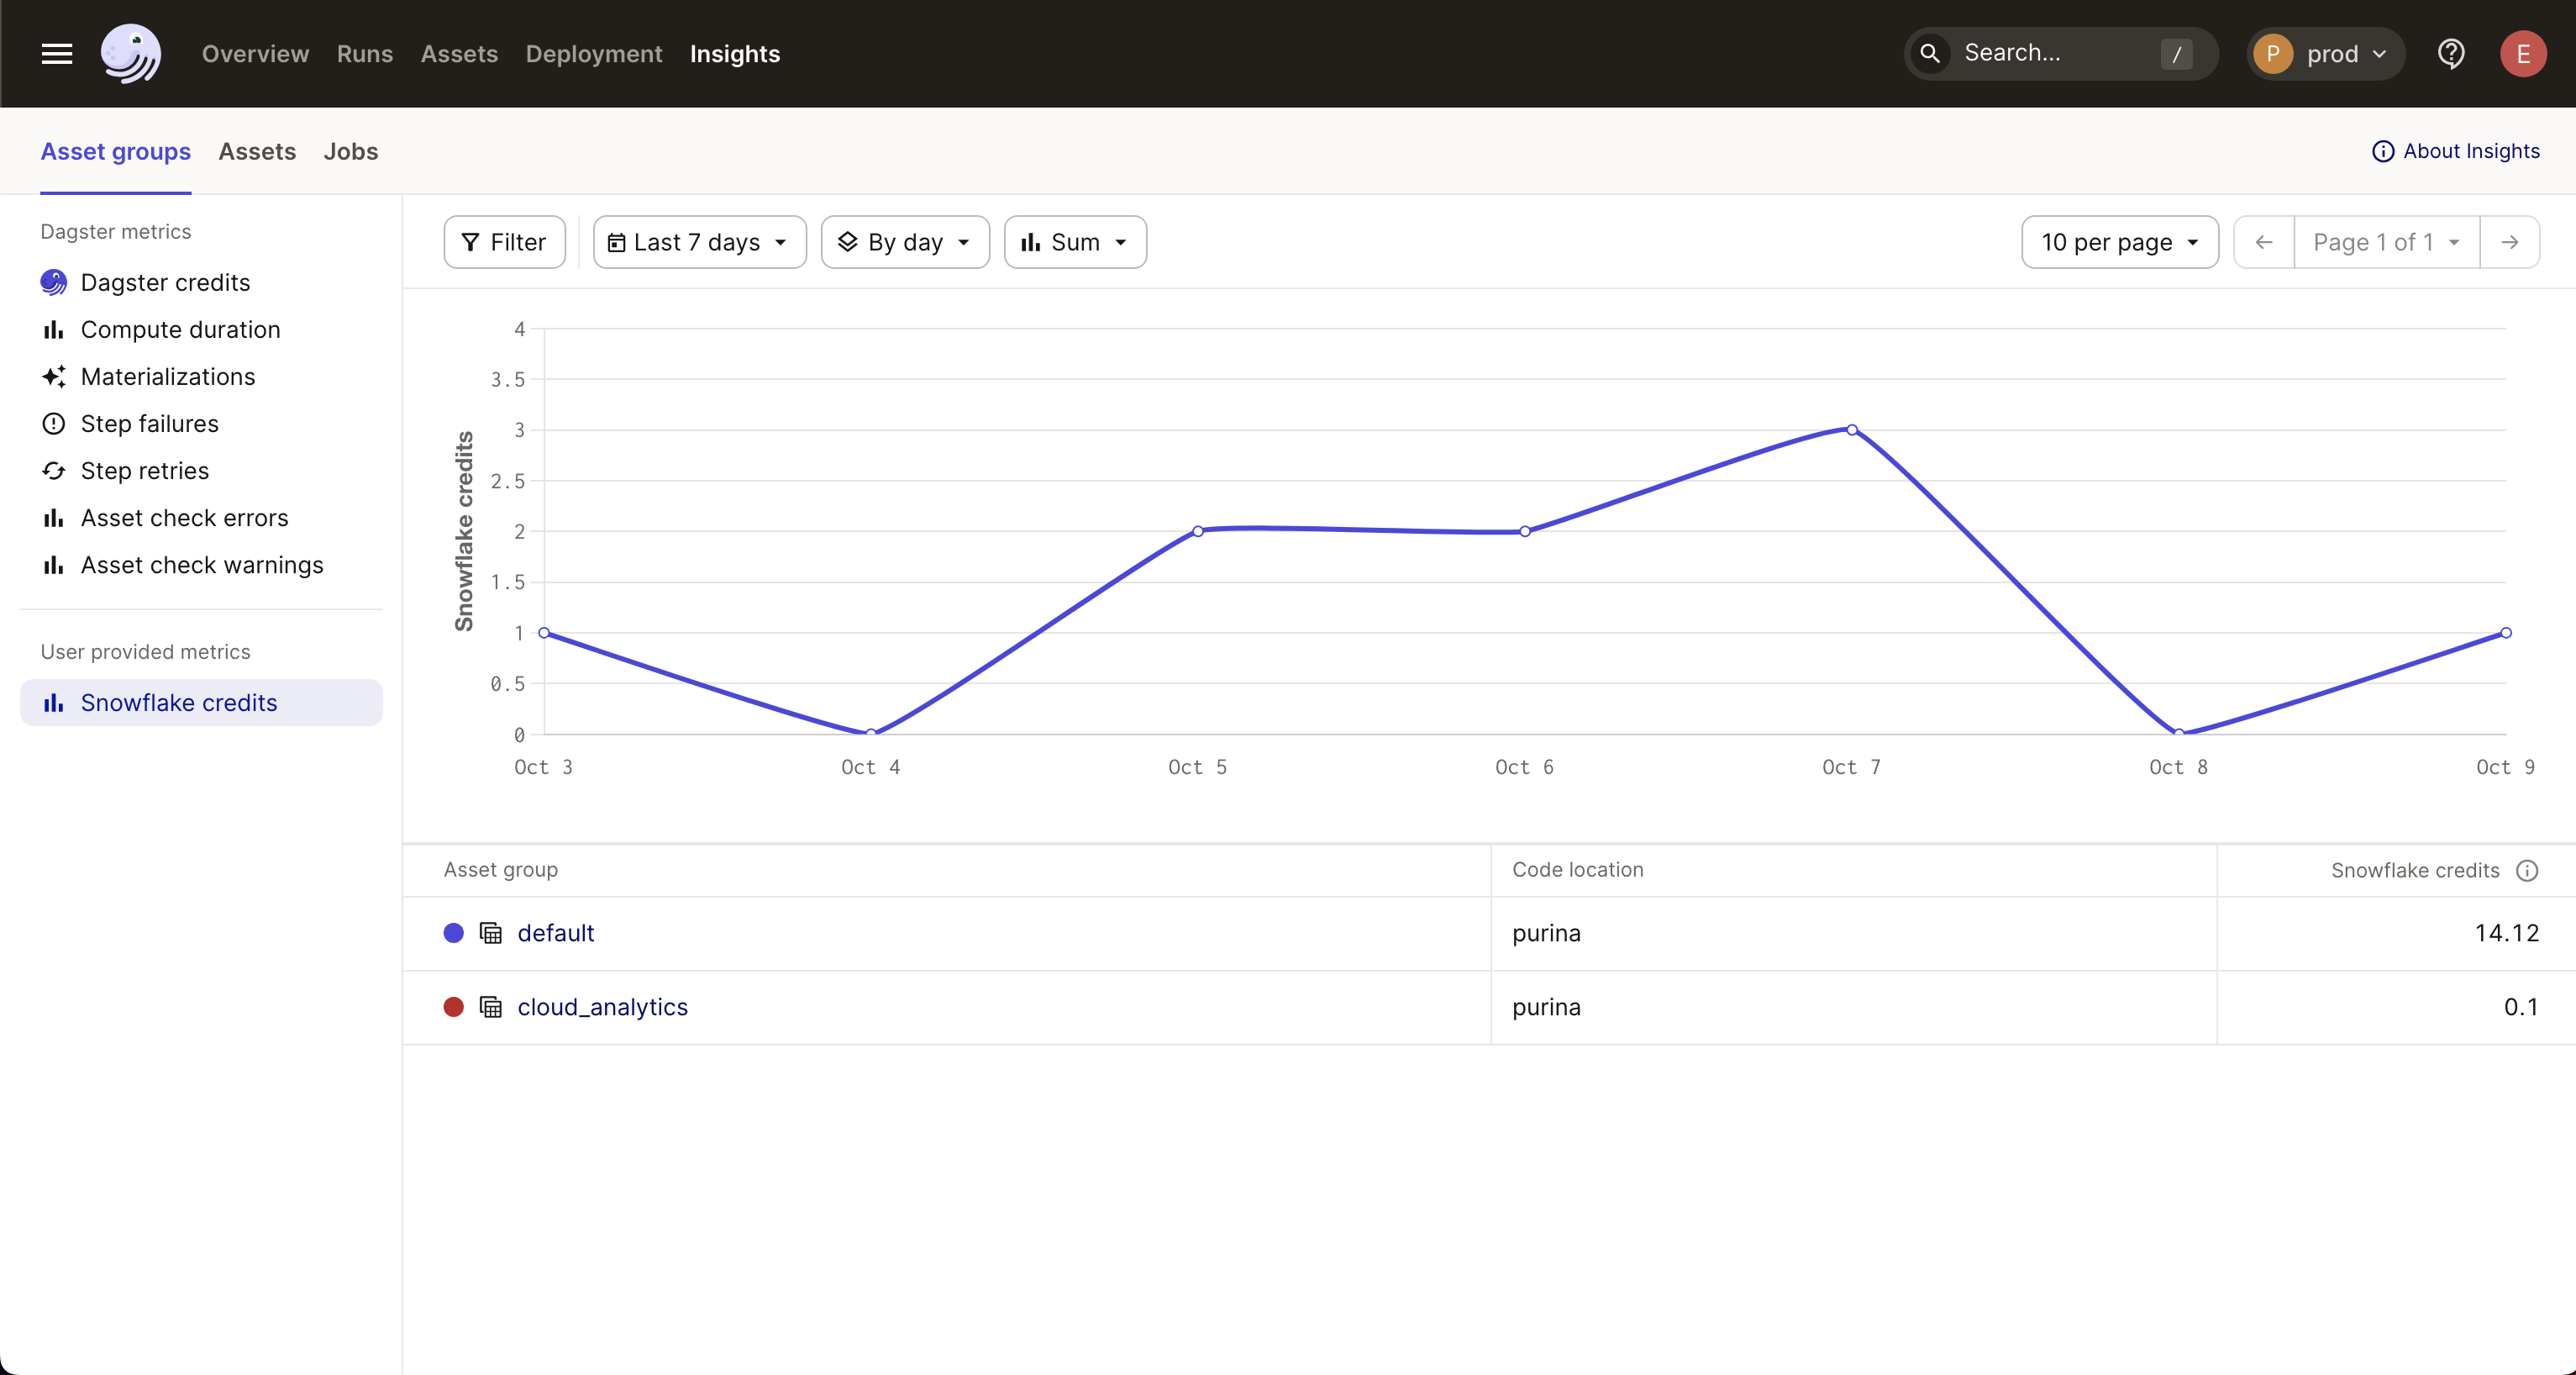 Overview Runs Assets Deployment Insights Search... / P prod E
Asset groups Assets Jobs About Insights
Dagster metrics
Dagster credits
Compute duration
Materializations
Step failures
Step retries
Asset check errors
Asset check warnings
User provided metrics
Snowflake credits
Filter Last 7 days By day Sum 10 per page Page 1 of 1
Snowflake credits
4
3.5
3
2.5
2
1.5
1
0.5
0
Oct 3 Oct 4 Oct 5 Oct 6 Oct 7 Oct 8 Oct 9
Asset group Code location Snowflake credits
default purina 14.12
cloud_analytics purina 0.1